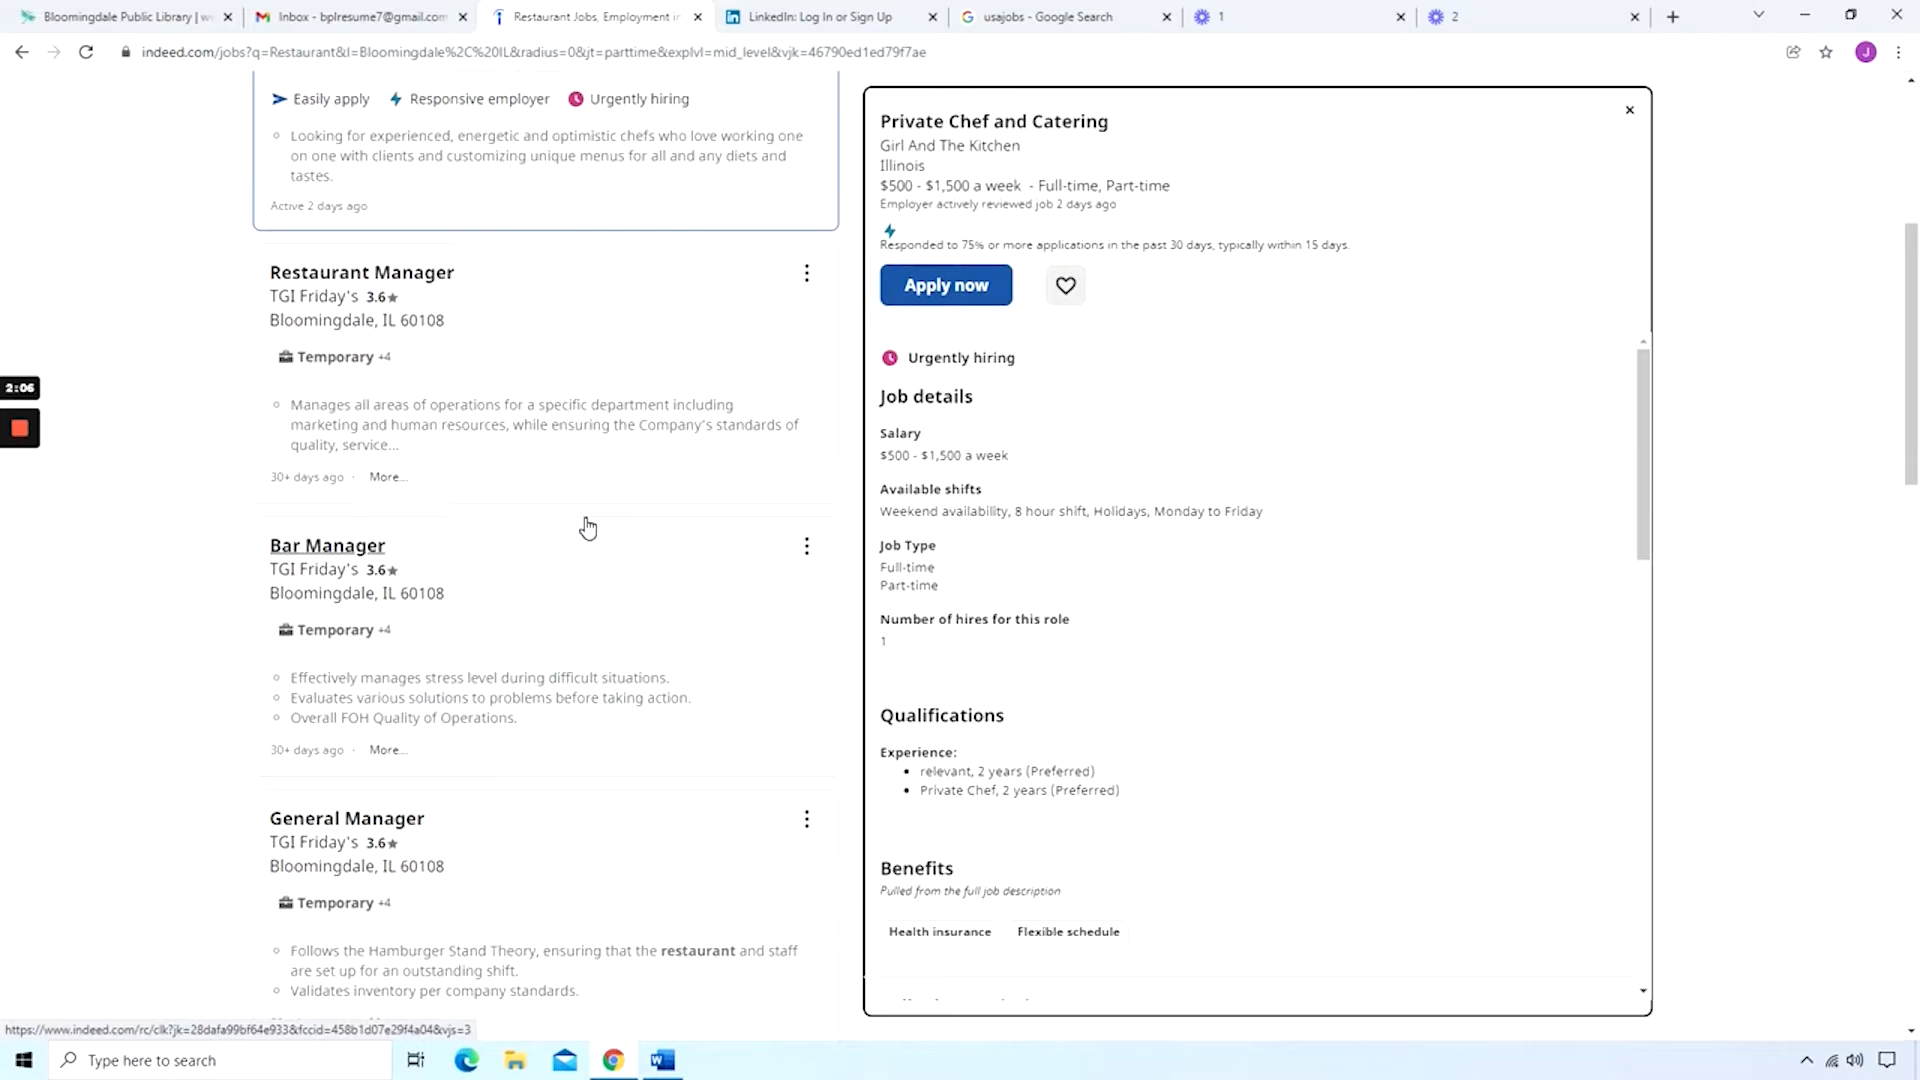 Bloomingdale Public Library | w
Inbox - bplresume7@gmail.com
Restaurant Jobs, Employment in
LinkedIn: Log In or Sign Up
usajobs - Google Search
1
2
indeed.com/jobs?q=Restaurant&l=Bloomingdale%2C%20IL&radius=0&jt=parttime&explvl=mid_level&vjk=46790ed1ed79f7ae
J
Easily apply Responsive employer Urgently hiring
Looking for experienced, energetic and optimistic chefs who love working one
on one with clients and customizing unique menus for all and any diets and
tastes.
Active 2 days ago
Restaurant Manager
TGI Friday's 3.6★
Bloomingdale, IL 60108
Temporary +4
Manages all areas of operations for a specific department including
marketing and human resources, while ensuring the Company's standards of
quality, service...
30+ days ago · More...
Bar Manager
TGI Friday's 3.6★
Bloomingdale, IL 60108
Temporary +4
Effectively manages stress level during difficult situations.
Evaluates various solutions to problems before taking action.
Overall FOH Quality of Operations.
30+ days ago · More...
General Manager
TGI Friday's 3.6★
Bloomingdale, IL 60108
Temporary +4
Follows the Hamburger Stand Theory, ensuring that the restaurant and staff
are set up for an outstanding shift.
Validates inventory per company standards.
Private Chef and Catering
Girl And The Kitchen
Illinois
$500 - $1,500 a week - Full-time, Part-time
Employer actively reviewed job 2 days ago
Responded to 75% or more applications in the past 30 days, typically within 15 days.
Apply now
Urgently hiring
Job details
Salary
$500 - $1,500 a week
Available shifts
Weekend availability, 8 hour shift, Holidays, Monday to Friday
Job Type
Full-time
Part-time
Number of hires for this role
1
Qualifications
Experience:
relevant, 2 years (Preferred)
Private Chef, 2 years (Preferred)
Benefits
Pulled from the full job description
Health insurance Flexible schedule
2:06
https://www.indeed.com/rc/clk?jk=28dafa99bf64e933&fccid=458b1d07e29f4a04&vjs=3
Type here to search